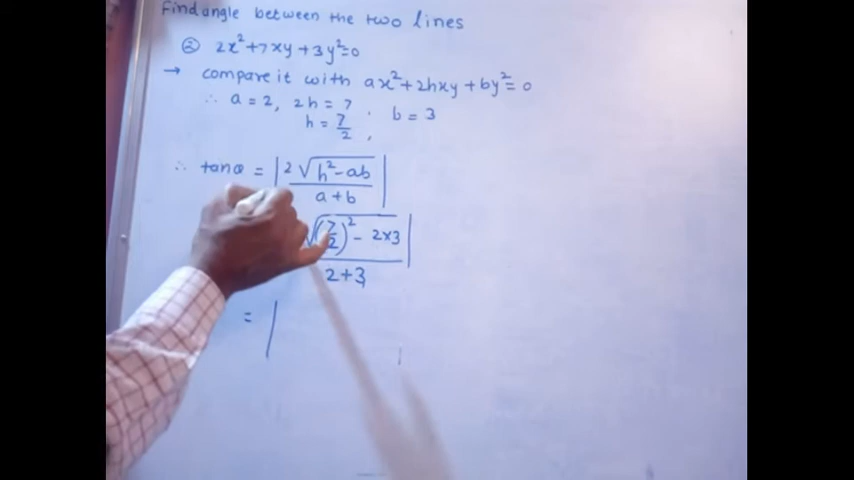 Find angle between the two lines
② 2x²+7xy+3y²=0
→ compare it with ax²+2hxy+by²=0
∴ a = 2, 2h = 7, b = 3
h = 7/2,
∴ tanθ = | 2√(h²-ab) / a+b |
√((7/2)² - 2×3) / 2+3 |
= |